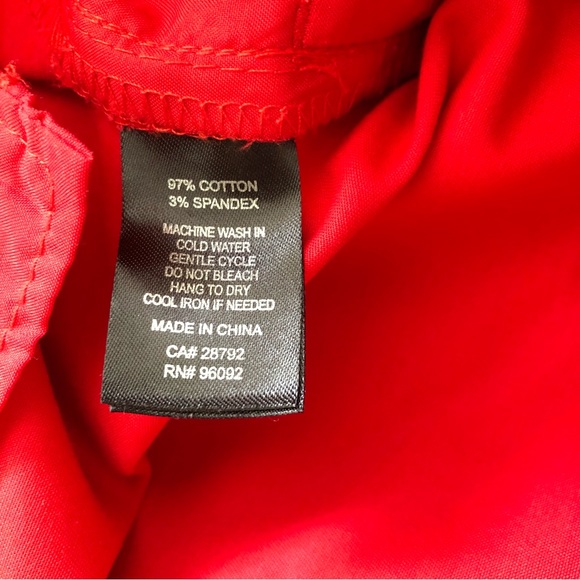 97% COTTON
3% SPANDEX
MACHINE WASH IN
COLD WATER
GENTLE CYCLE
DO NOT BLEACH
HANG TO DRY
COOL IRON IF NEEDED
MADE IN CHINA
CA# 28792
RN# 96092